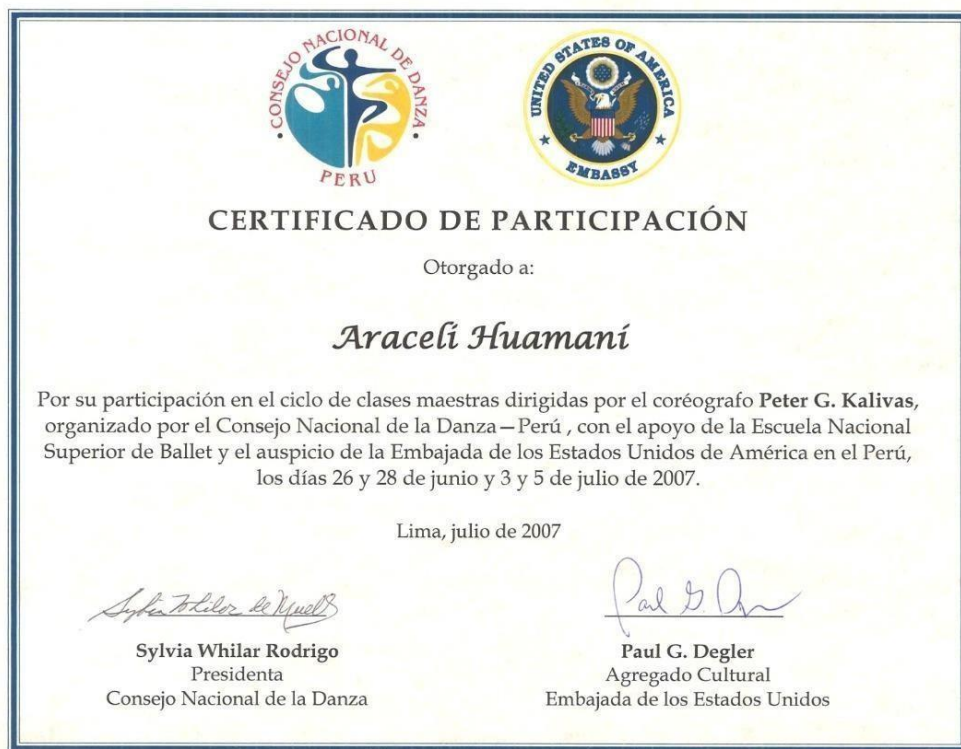 · CONSEJO NACIONAL DE DANZA ·
PERU
UNITED STATES OF AMERICA
EMBASSY
CERTIFICADO DE PARTICIPACIÓN
Otorgado a:
Araceli Huamaní
Por su participación en el ciclo de clases maestras dirigidas por el coréografo Peter G. Kalivas,
organizado por el Consejo Nacional de la Danza—Perú , con el apoyo de la Escuela Nacional
Superior de Ballet y el auspicio de la Embajada de los Estados Unidos de América en el Perú,
los días 26 y 28 de junio y 3 y 5 de julio de 2007.
Lima, julio de 2007
Sylvia Whilar Rodrigo
Presidenta
Consejo Nacional de la Danza
Paul G. Degler
Agregado Cultural
Embajada de los Estados Unidos